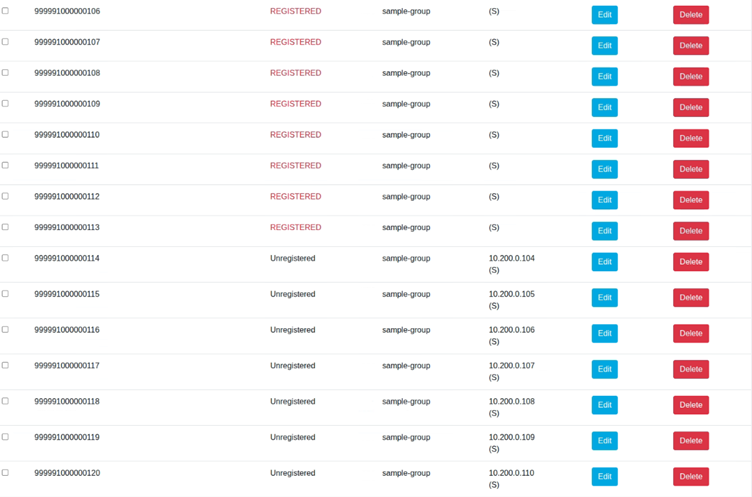 999991000000106 REGISTERED sample-group (S) Edit Delete
999991000000107 REGISTERED sample-group (S) Edit Delete
999991000000108 REGISTERED sample-group (S) Edit Delete
999991000000109 REGISTERED sample-group (S) Edit Delete
999991000000110 REGISTERED sample-group (S) Edit Delete
999991000000111 REGISTERED sample-group (S) Edit Delete
999991000000112 REGISTERED sample-group (S) Edit Delete
999991000000113 REGISTERED sample-group (S) Edit Delete
999991000000114 Unregistered sample-group 10.200.0.104 Edit Delete
(S)
999991000000115 Unregistered sample-group 10.200.0.105 Edit Delete
(S)
999991000000116 Unregistered sample-group 10.200.0.106 Edit Delete
(S)
999991000000117 Unregistered sample-group 10.200.0.107 Edit Delete
(S)
999991000000118 Unregistered sample-group 10.200.0.108 Edit Delete
(S)
999991000000119 Unregistered sample-group 10.200.0.109 Edit Delete
(S)
999991000000120 Unregistered sample-group 10.200.0.110 Edit Delete
(S)